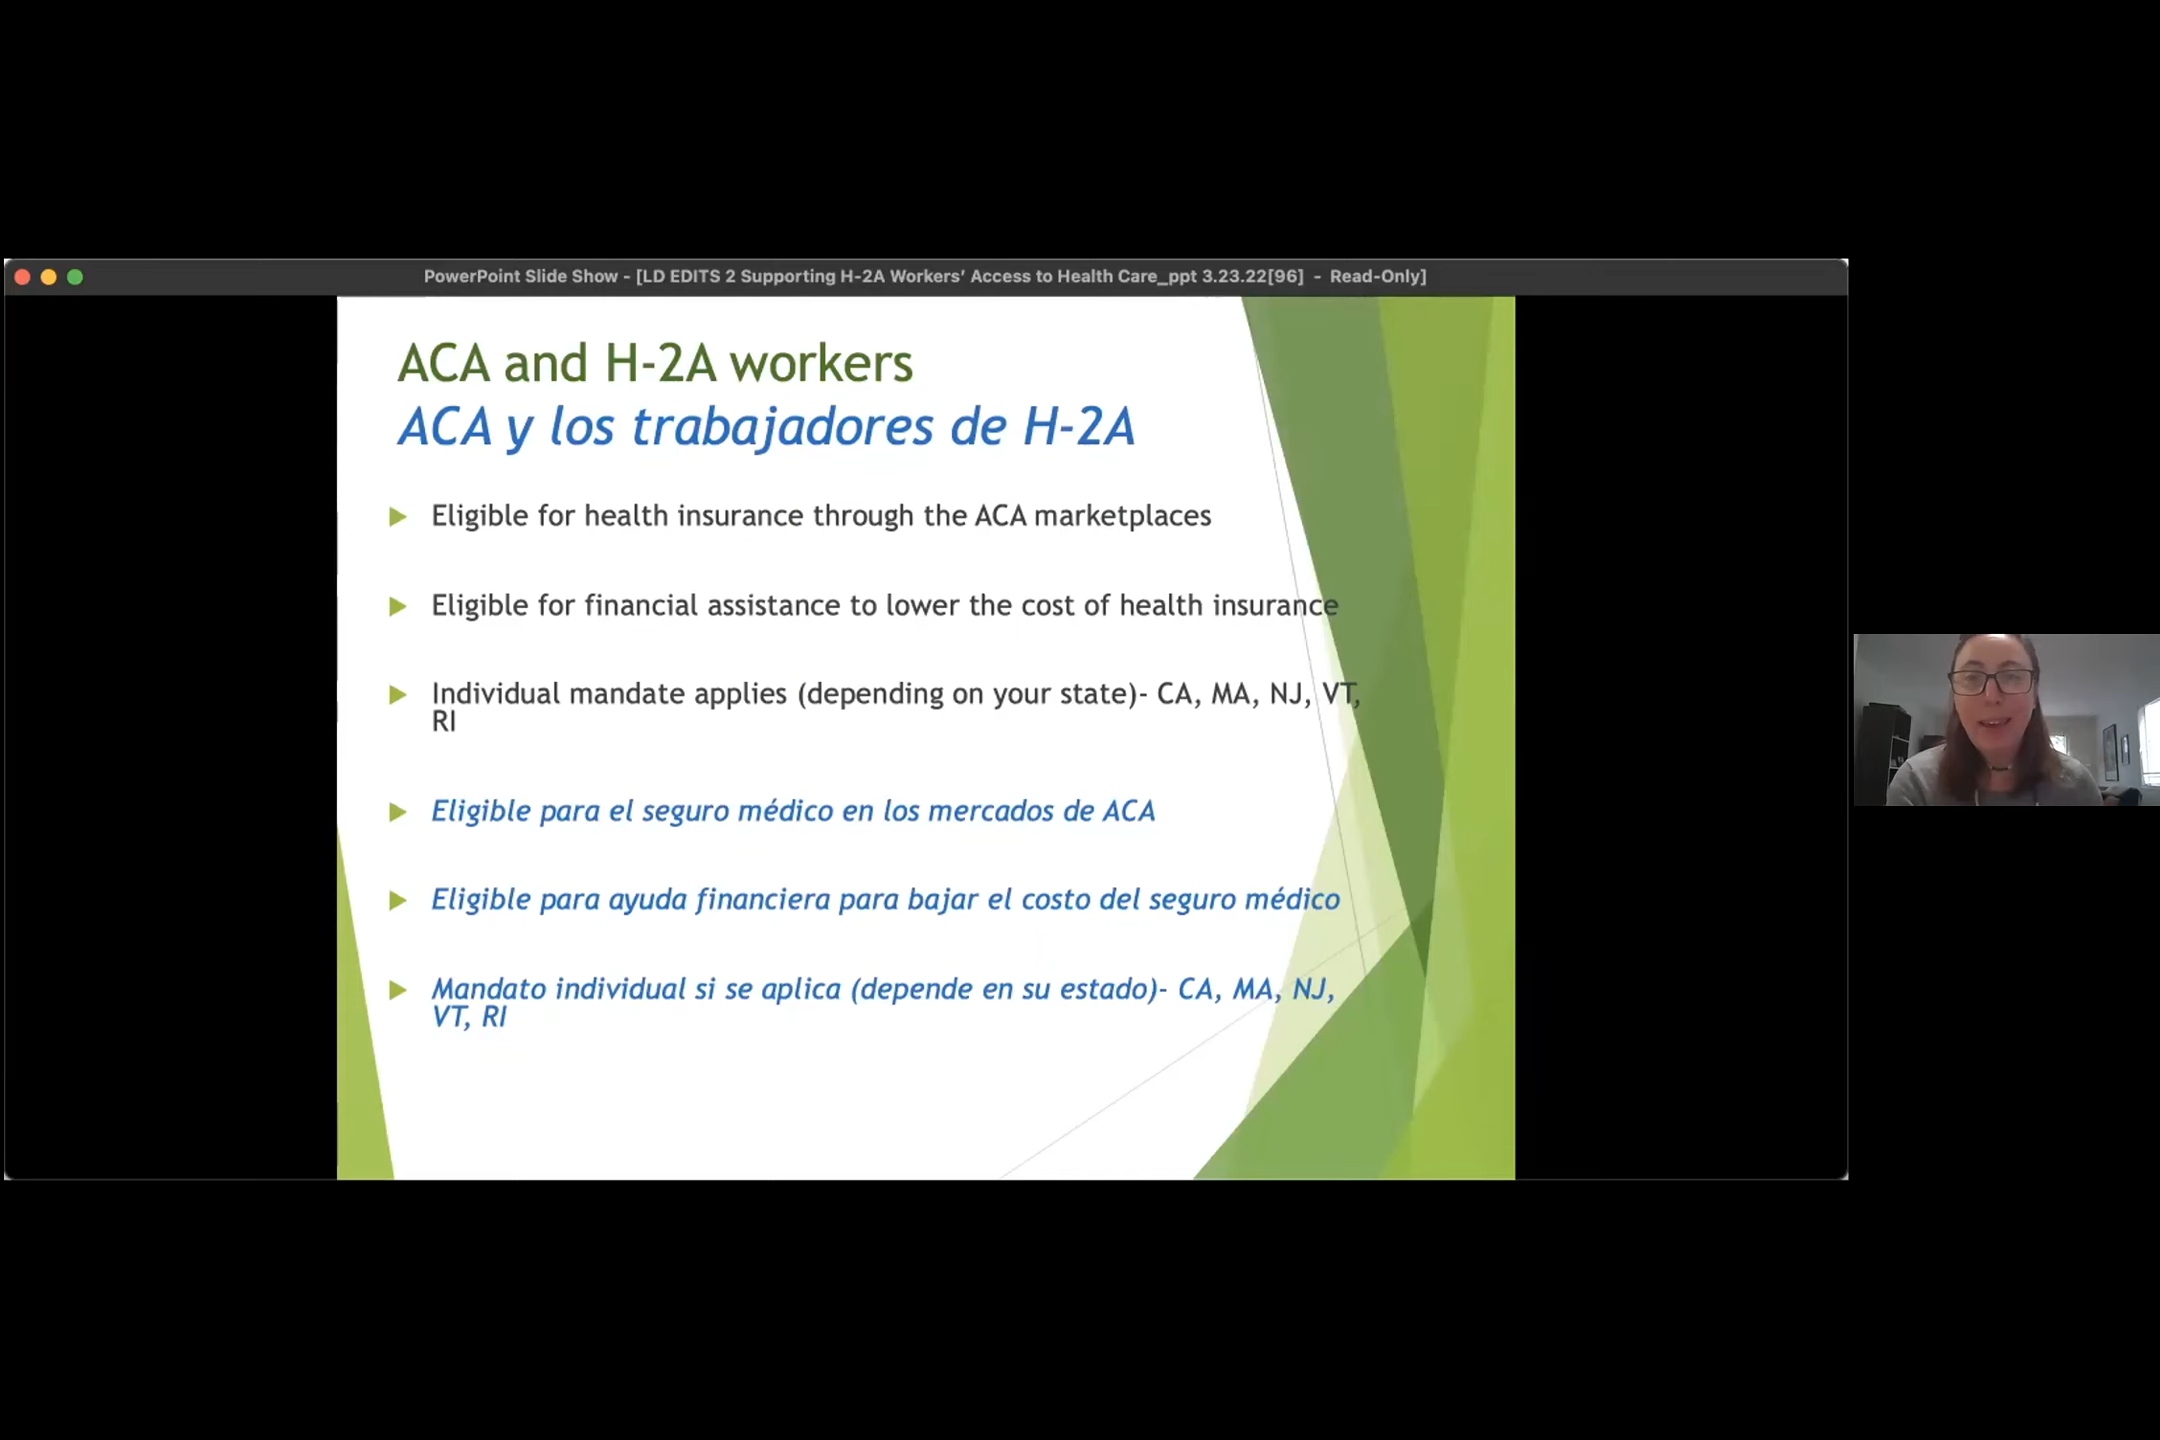 PowerPoint Slide Show - [LD EDITS 2 Supporting H-2A Workers’ Access to Health Care_ppt 3.23.22[96] - Read-Only]
ACA and H-2A workers
ACA y los trabajadores de H-2A
Eligible for health insurance through the ACA marketplaces
Eligible for financial assistance to lower the cost of health insurance
Individual mandate applies (depending on your state)- CA, MA, NJ, VT,
RI
Eligible para el seguro médico en los mercados de ACA
Eligible para ayuda financiera para bajar el costo del seguro médico
Mandato individual si se aplica (depende en su estado)- CA, MA, NJ,
VT, RI